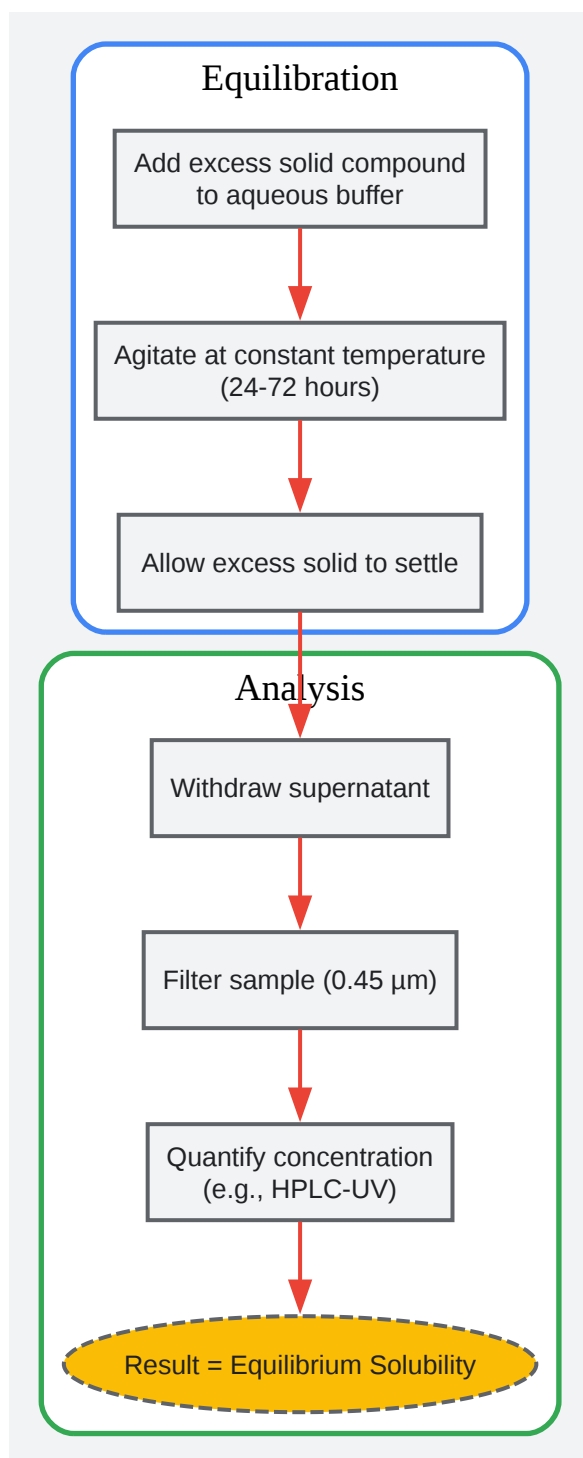 Equilibration
Add excess solid compound
to aqueous buffer
Agitate at constant temperature
(24-72 hours)
Allow excess solid to settle
Analysis
Withdraw supernatant
Filter sample (0.45 µm)
Quantify concentration
(e.g., HPLC-UV)
Result = Equilibrium Solubility